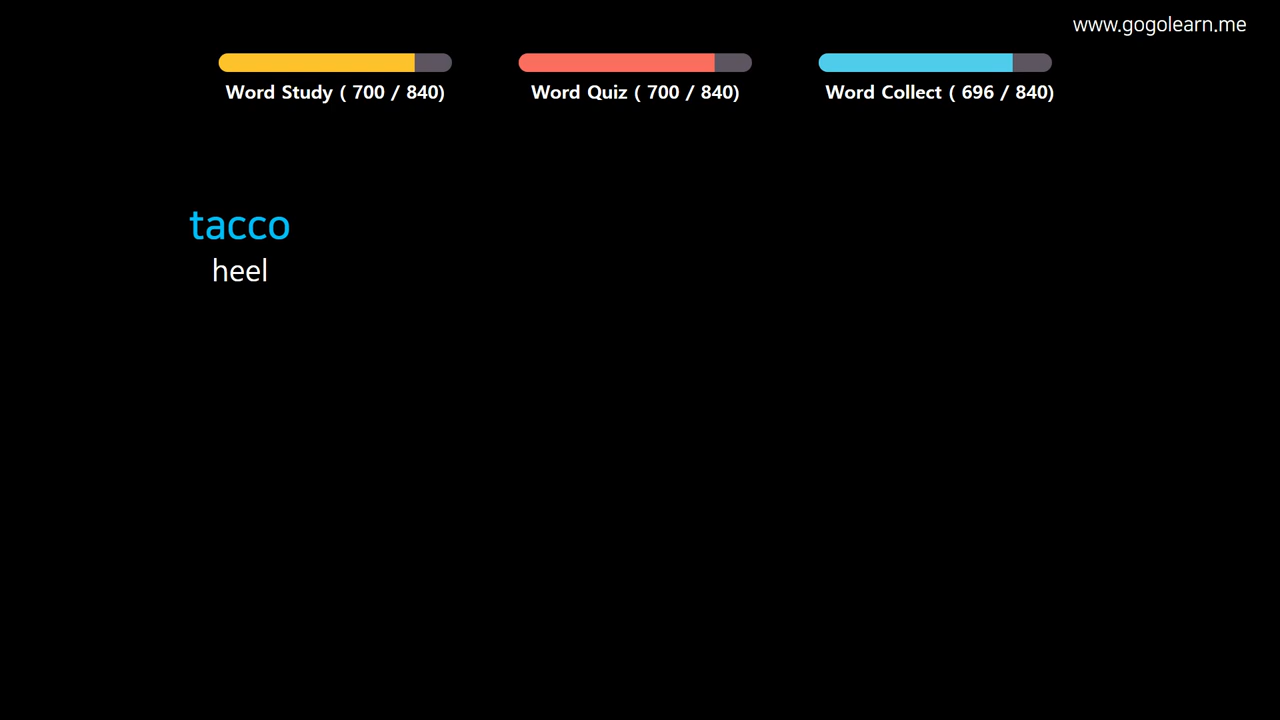 www.gogolearn.me
Word Study ( 700 / 840)
Word Quiz ( 700 / 840)
Word Collect ( 696 / 840)
tacco
heel